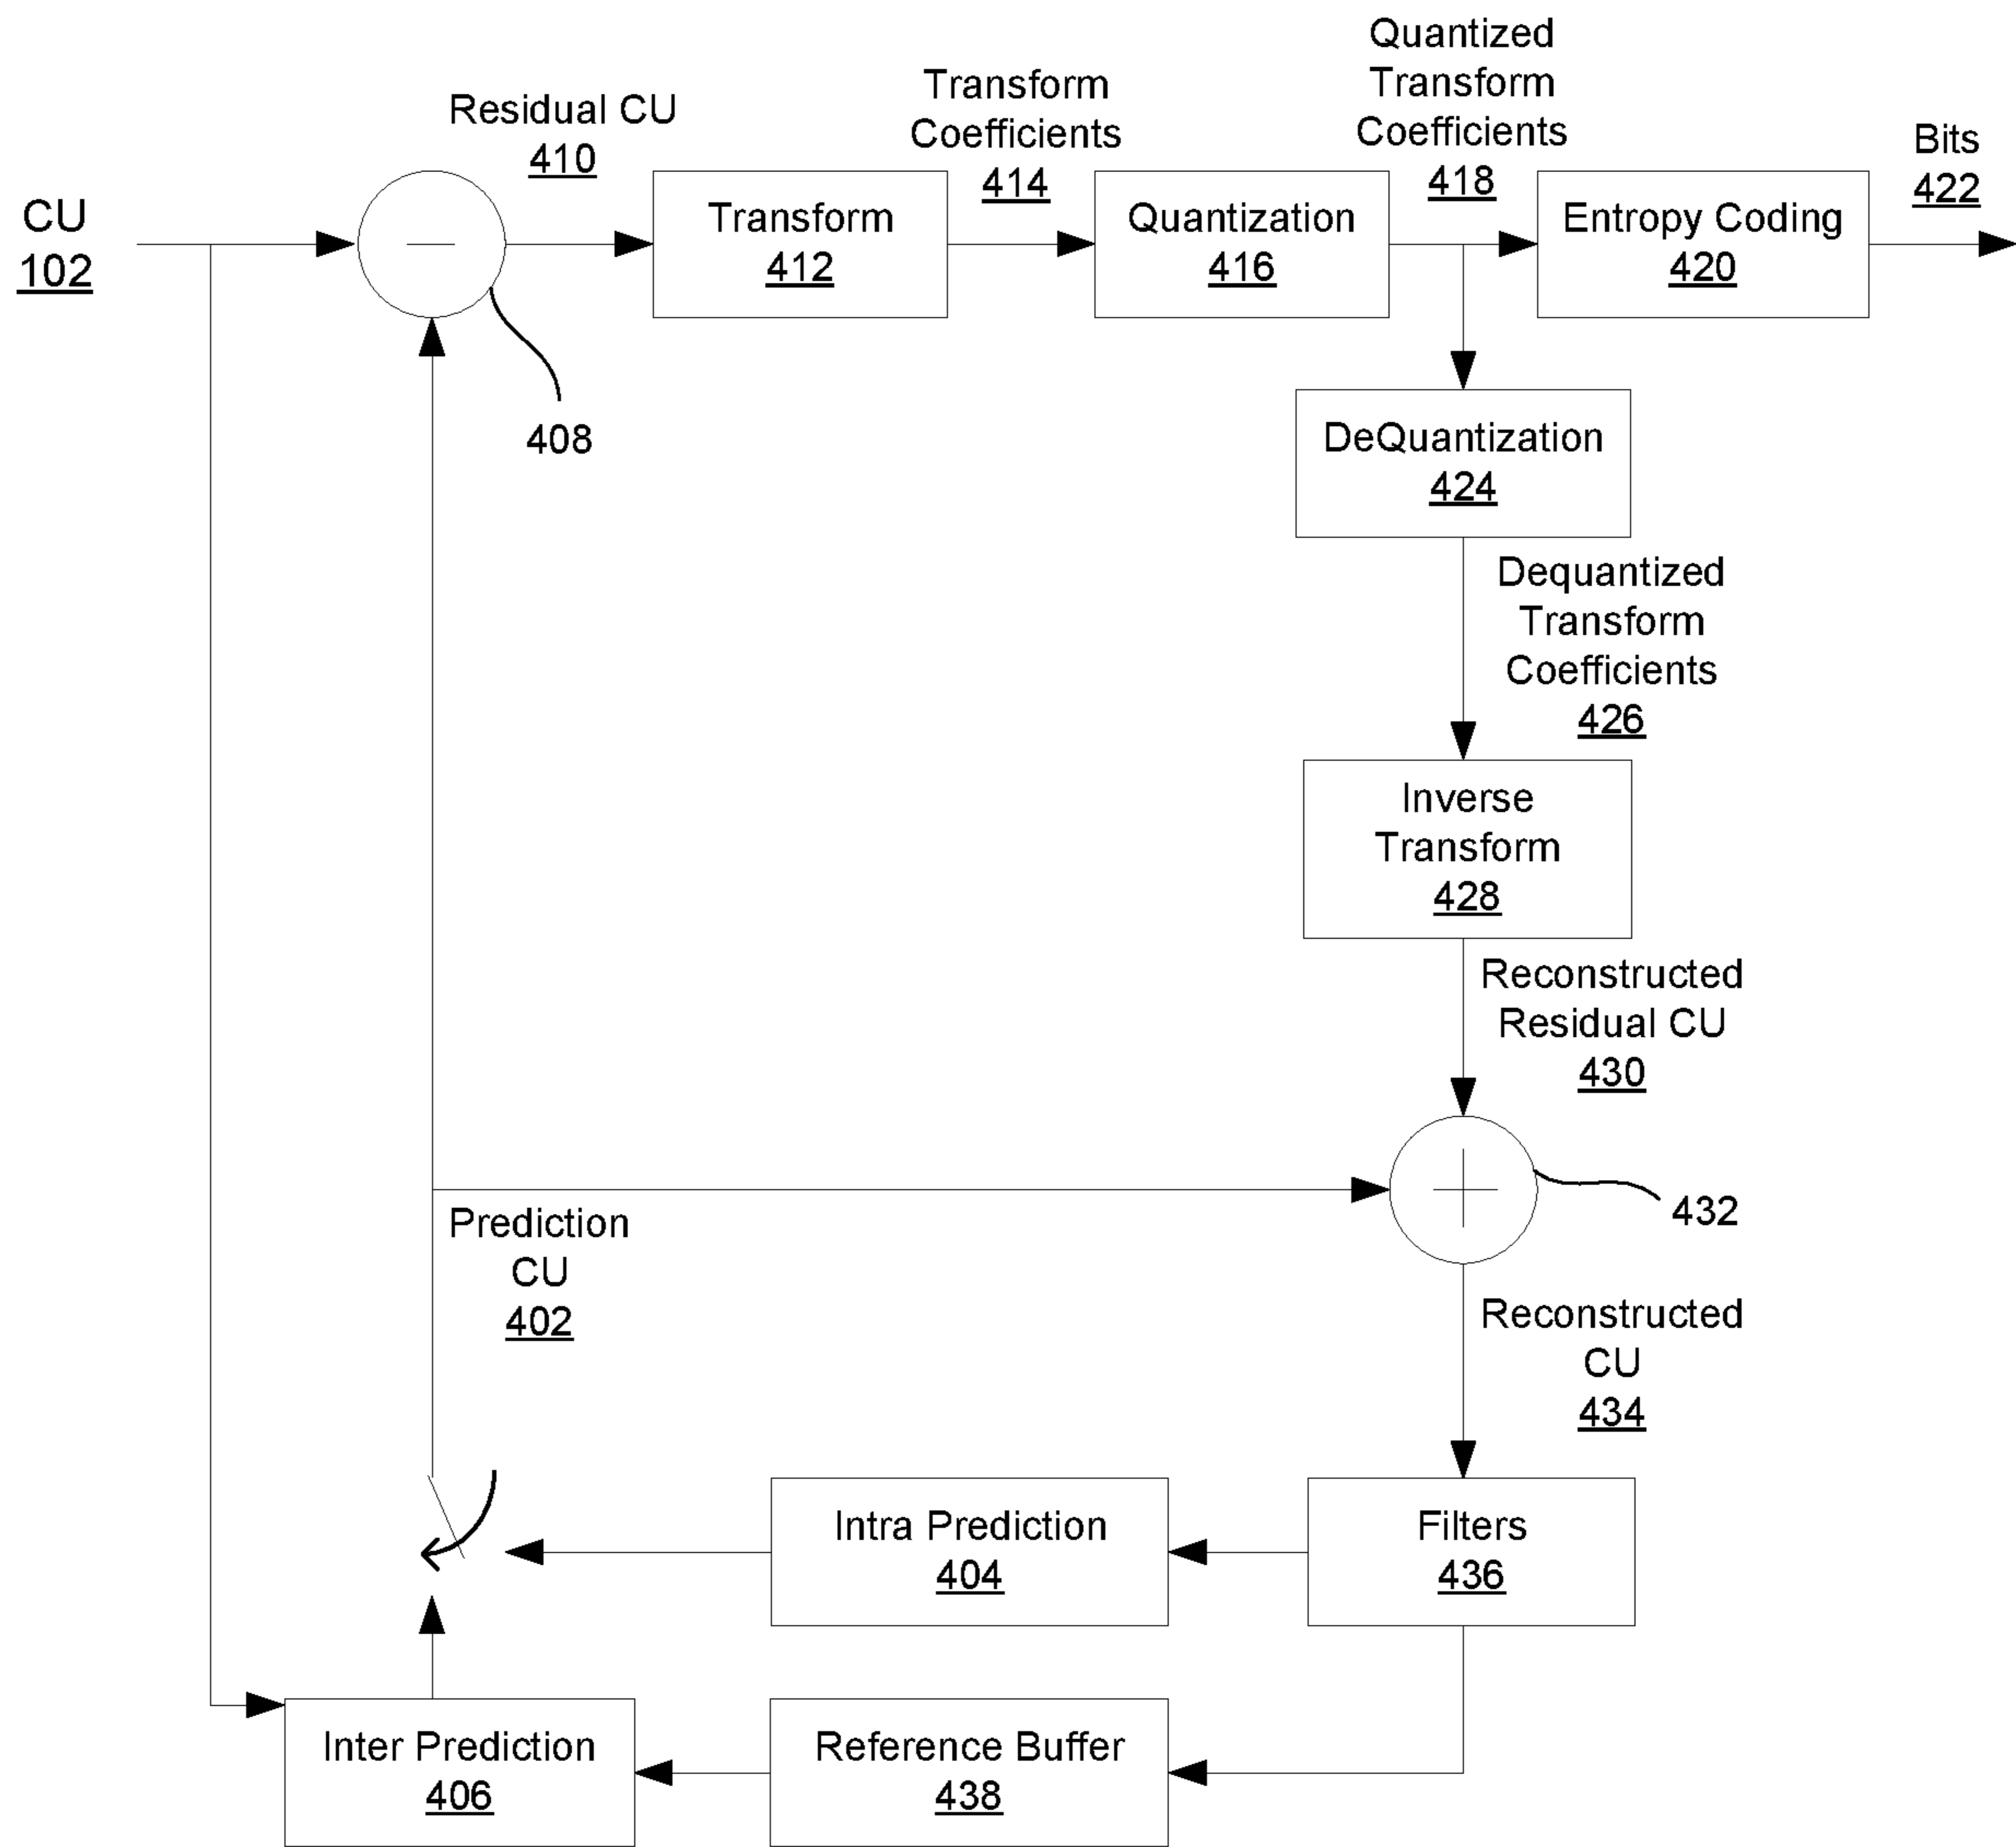 CU
102
Residual CU
410
Transform
412
Transform
Coefficients
414
Quantization
416
Quantized
Transform
Coefficients
418
Entropy Coding
420
Bits
422
408
DeQuantization
424
Dequantized
Transform
Coefficients
426
Inverse
Transform
428
Reconstructed
Residual CU
430
432
Prediction
CU
402
Reconstructed
CU
434
Intra Prediction
404
Filters
436
Inter Prediction
406
Reference Buffer
438